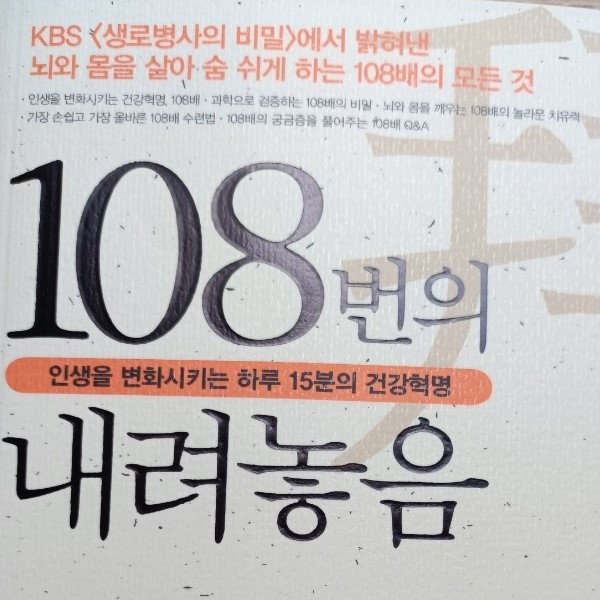 KBS <생로병사의 비밀>에서 밝혀낸
뇌와 몸을 살아 숨 쉬게 하는 108배의 모든 것
· 인생을 변화시키는 건강혁명, 108배 · 과학으로 검증하는 108배의 비밀 · 뇌와 몸을 깨우는 108배의 놀라운 치유력
· 가장 손쉽고 가장 올바른 108배 수련법 · 108배의 궁금증을 풀어주는 108배 Q&A
108번의
인생을 변화시키는 하루 15분의 건강혁명
내려놓음